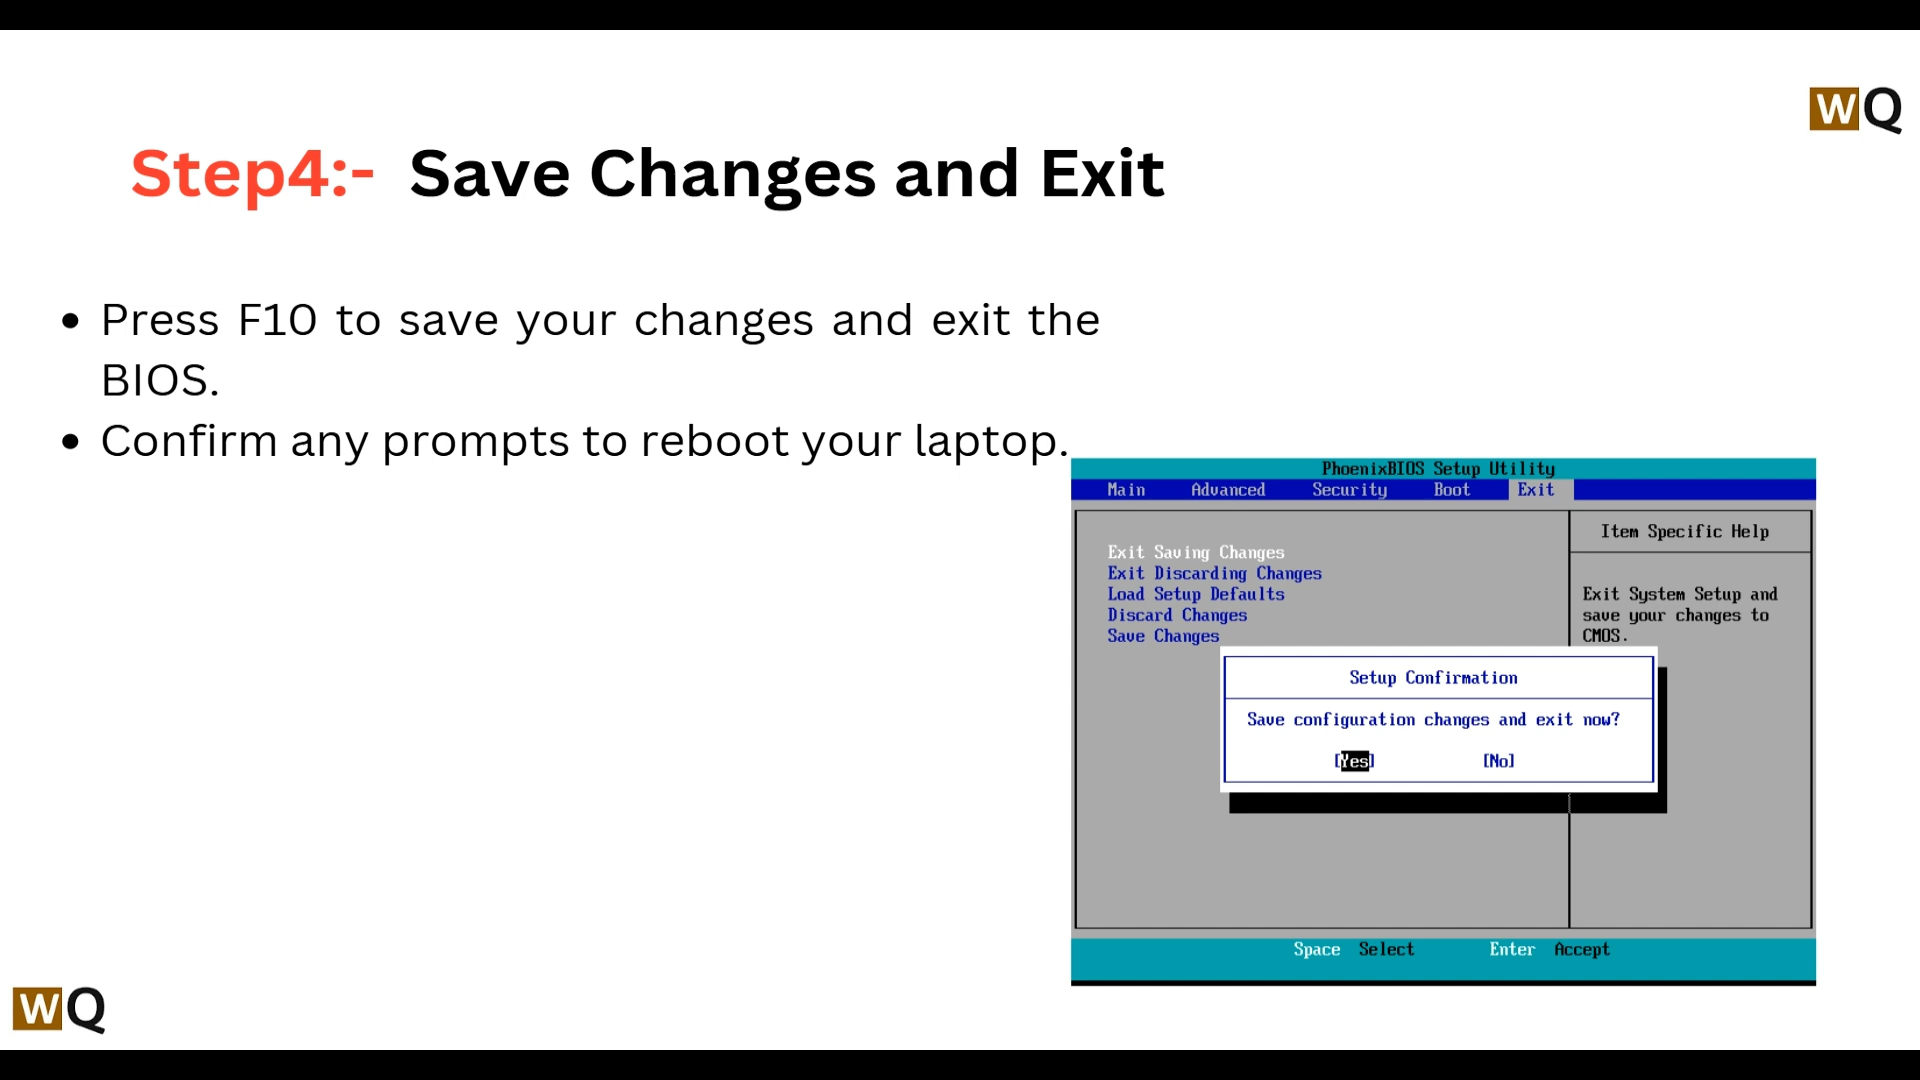 WQ
Step4:- Save Changes and Exit
• Press F10 to save your changes and exit the
BIOS.
• Confirm any prompts to reboot your laptop.
PhoenixBIOS Setup Utility
Main Advanced Security Boot Exit
Item Specific Help
Exit Saving Changes
Exit Discarding Changes
Load Setup Defaults
Discard Changes
Save Changes
Exit System Setup and
save your changes to
CMOS.
Setup Confirmation
Save configuration changes and exit now?
[Yes] [No]
Space Select Enter Accept
WQ